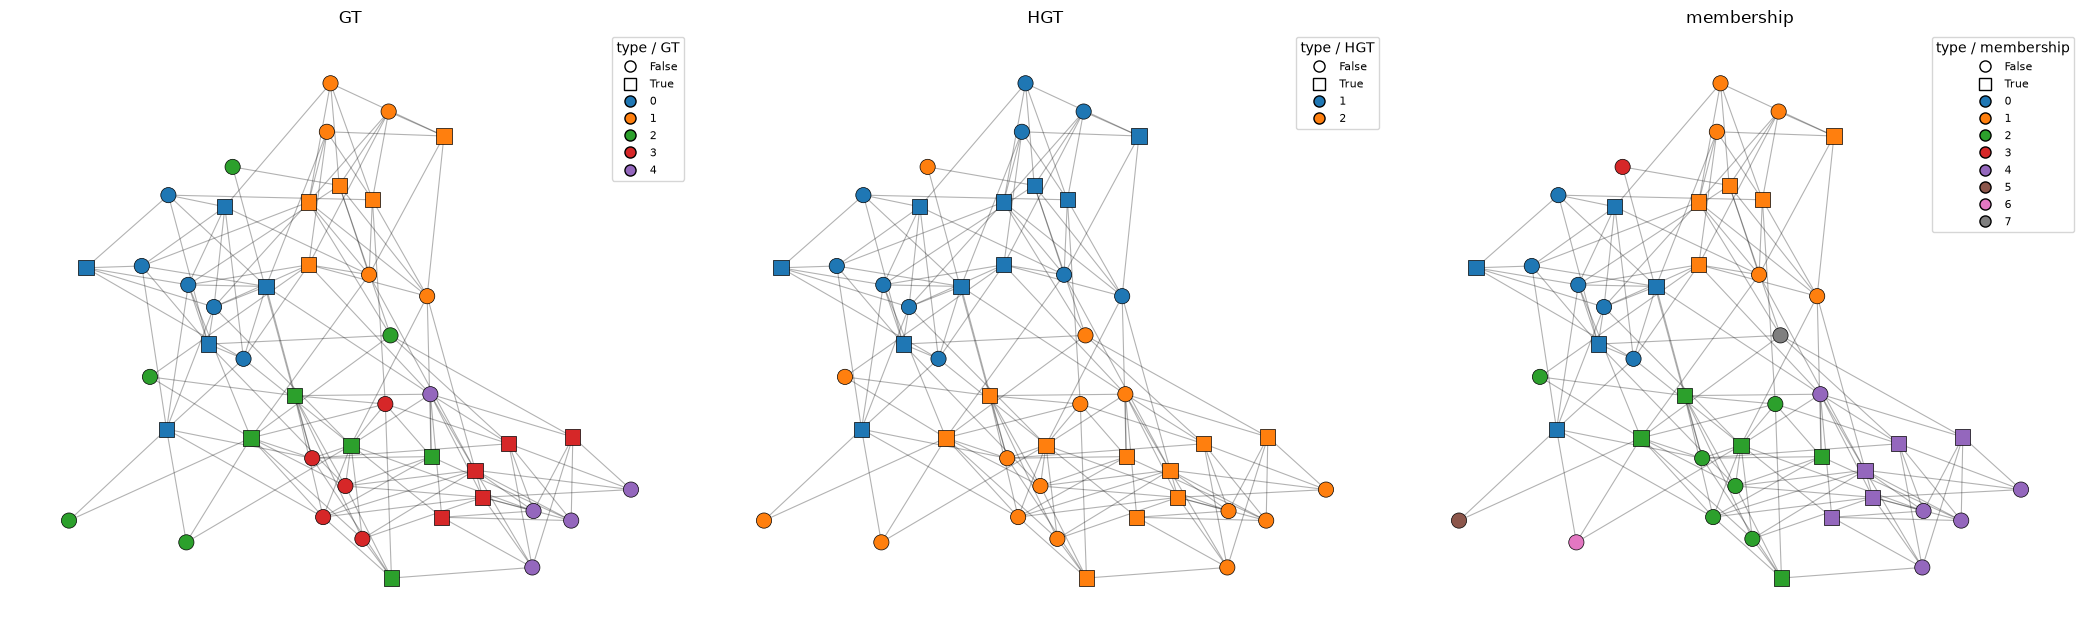 GT
type / GT
False
True
0
1
2
3
4
HGT
type / HGT
False
True
1
2
membership
type / membership
False
True
0
1
2
3
4
5
6
7